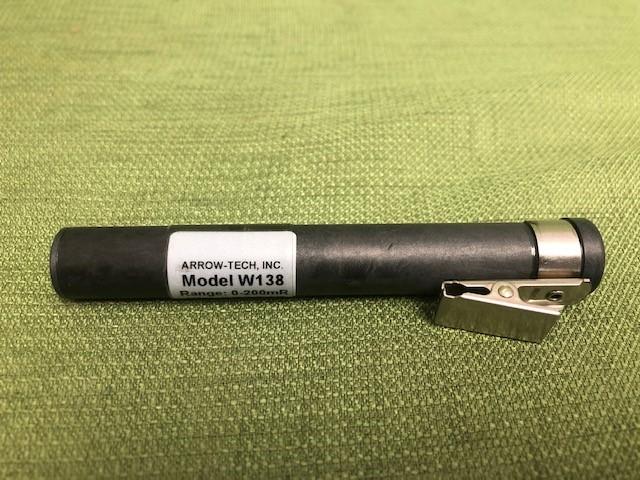 ARROW-TECH, INC.
Model W138
Range: 0-200mR